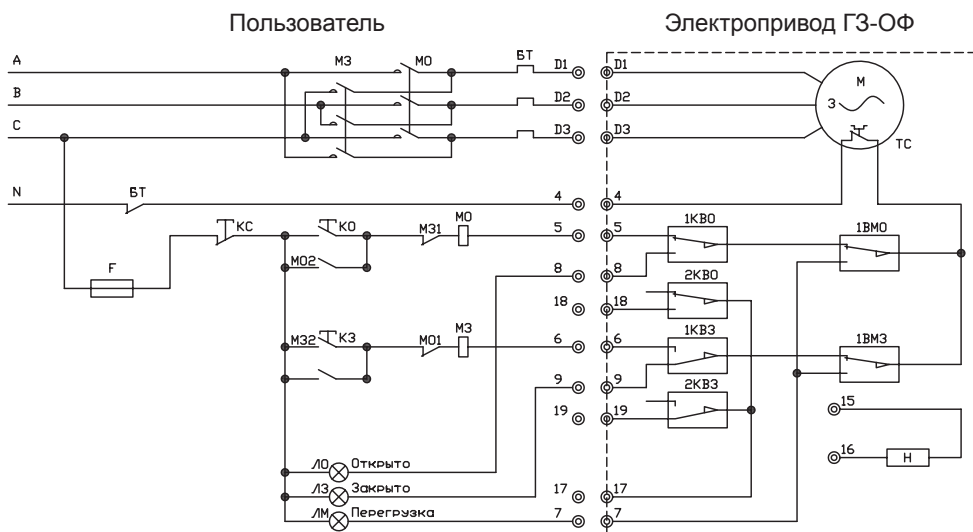 Пользователь
Электропривод ГЗ-ОФ
A
МЗ МО БТ D1 D1
М
B
D2 D2
3
C
D3 D3
ТС
N
БТ
4 4
КС КО МЗ1 МО 5 5 1КВО 1ВМО
F
МО2
8 8
2КВО
18 18
МЗ2 КЗ МО1 МЗ 6 6 1КВЗ 1ВМЗ
9 9
2КВЗ
19 19
15
16
Н
ЛО Открыто
ЛЗ Закрыто
17 17
ЛМ Перегрузка
7 7